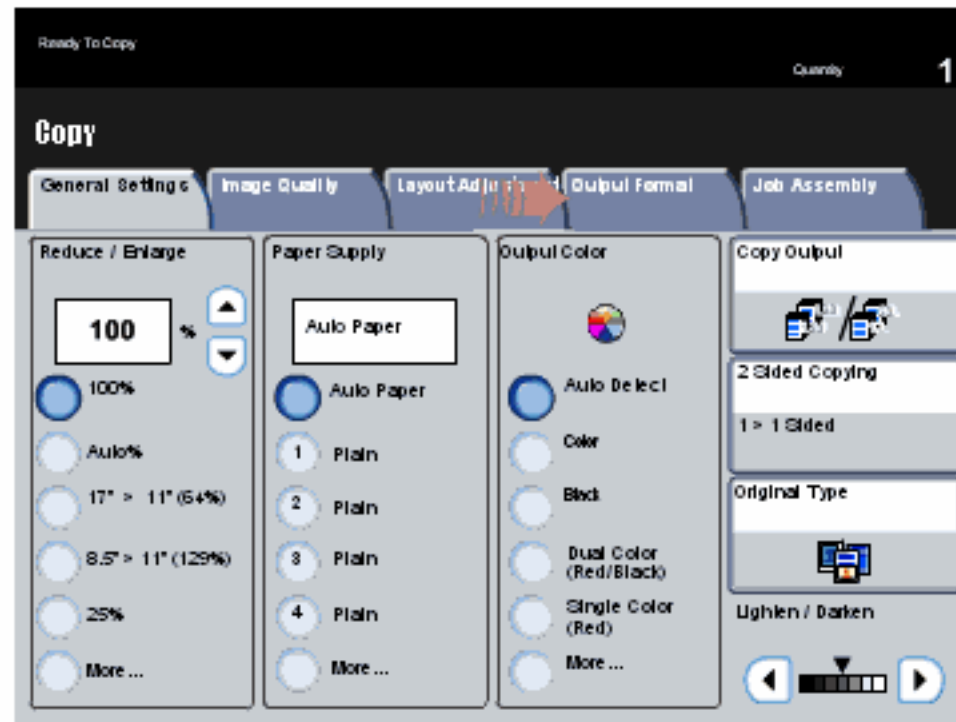 Ready To Copy
Quantity 1
Copy
General Settings
Image Quality
Layout
Output Format
Job Assembly
Reduce / Enlarge
100 %
100%
Auto%
17" > 11" (64%)
8.5" > 11" (129%)
25%
More ...
Paper Supply
Auto Paper
Auto Paper
1 Plain
2 Plain
3 Plain
4 Plain
More ...
Output Color
Auto Detect
Color
Black
Dual Color
(Red/Black)
Single Color
(Red)
More ...
Copy Output
2 Sided Copying
1 > 1 Sided
Original Type
Lighten / Darken